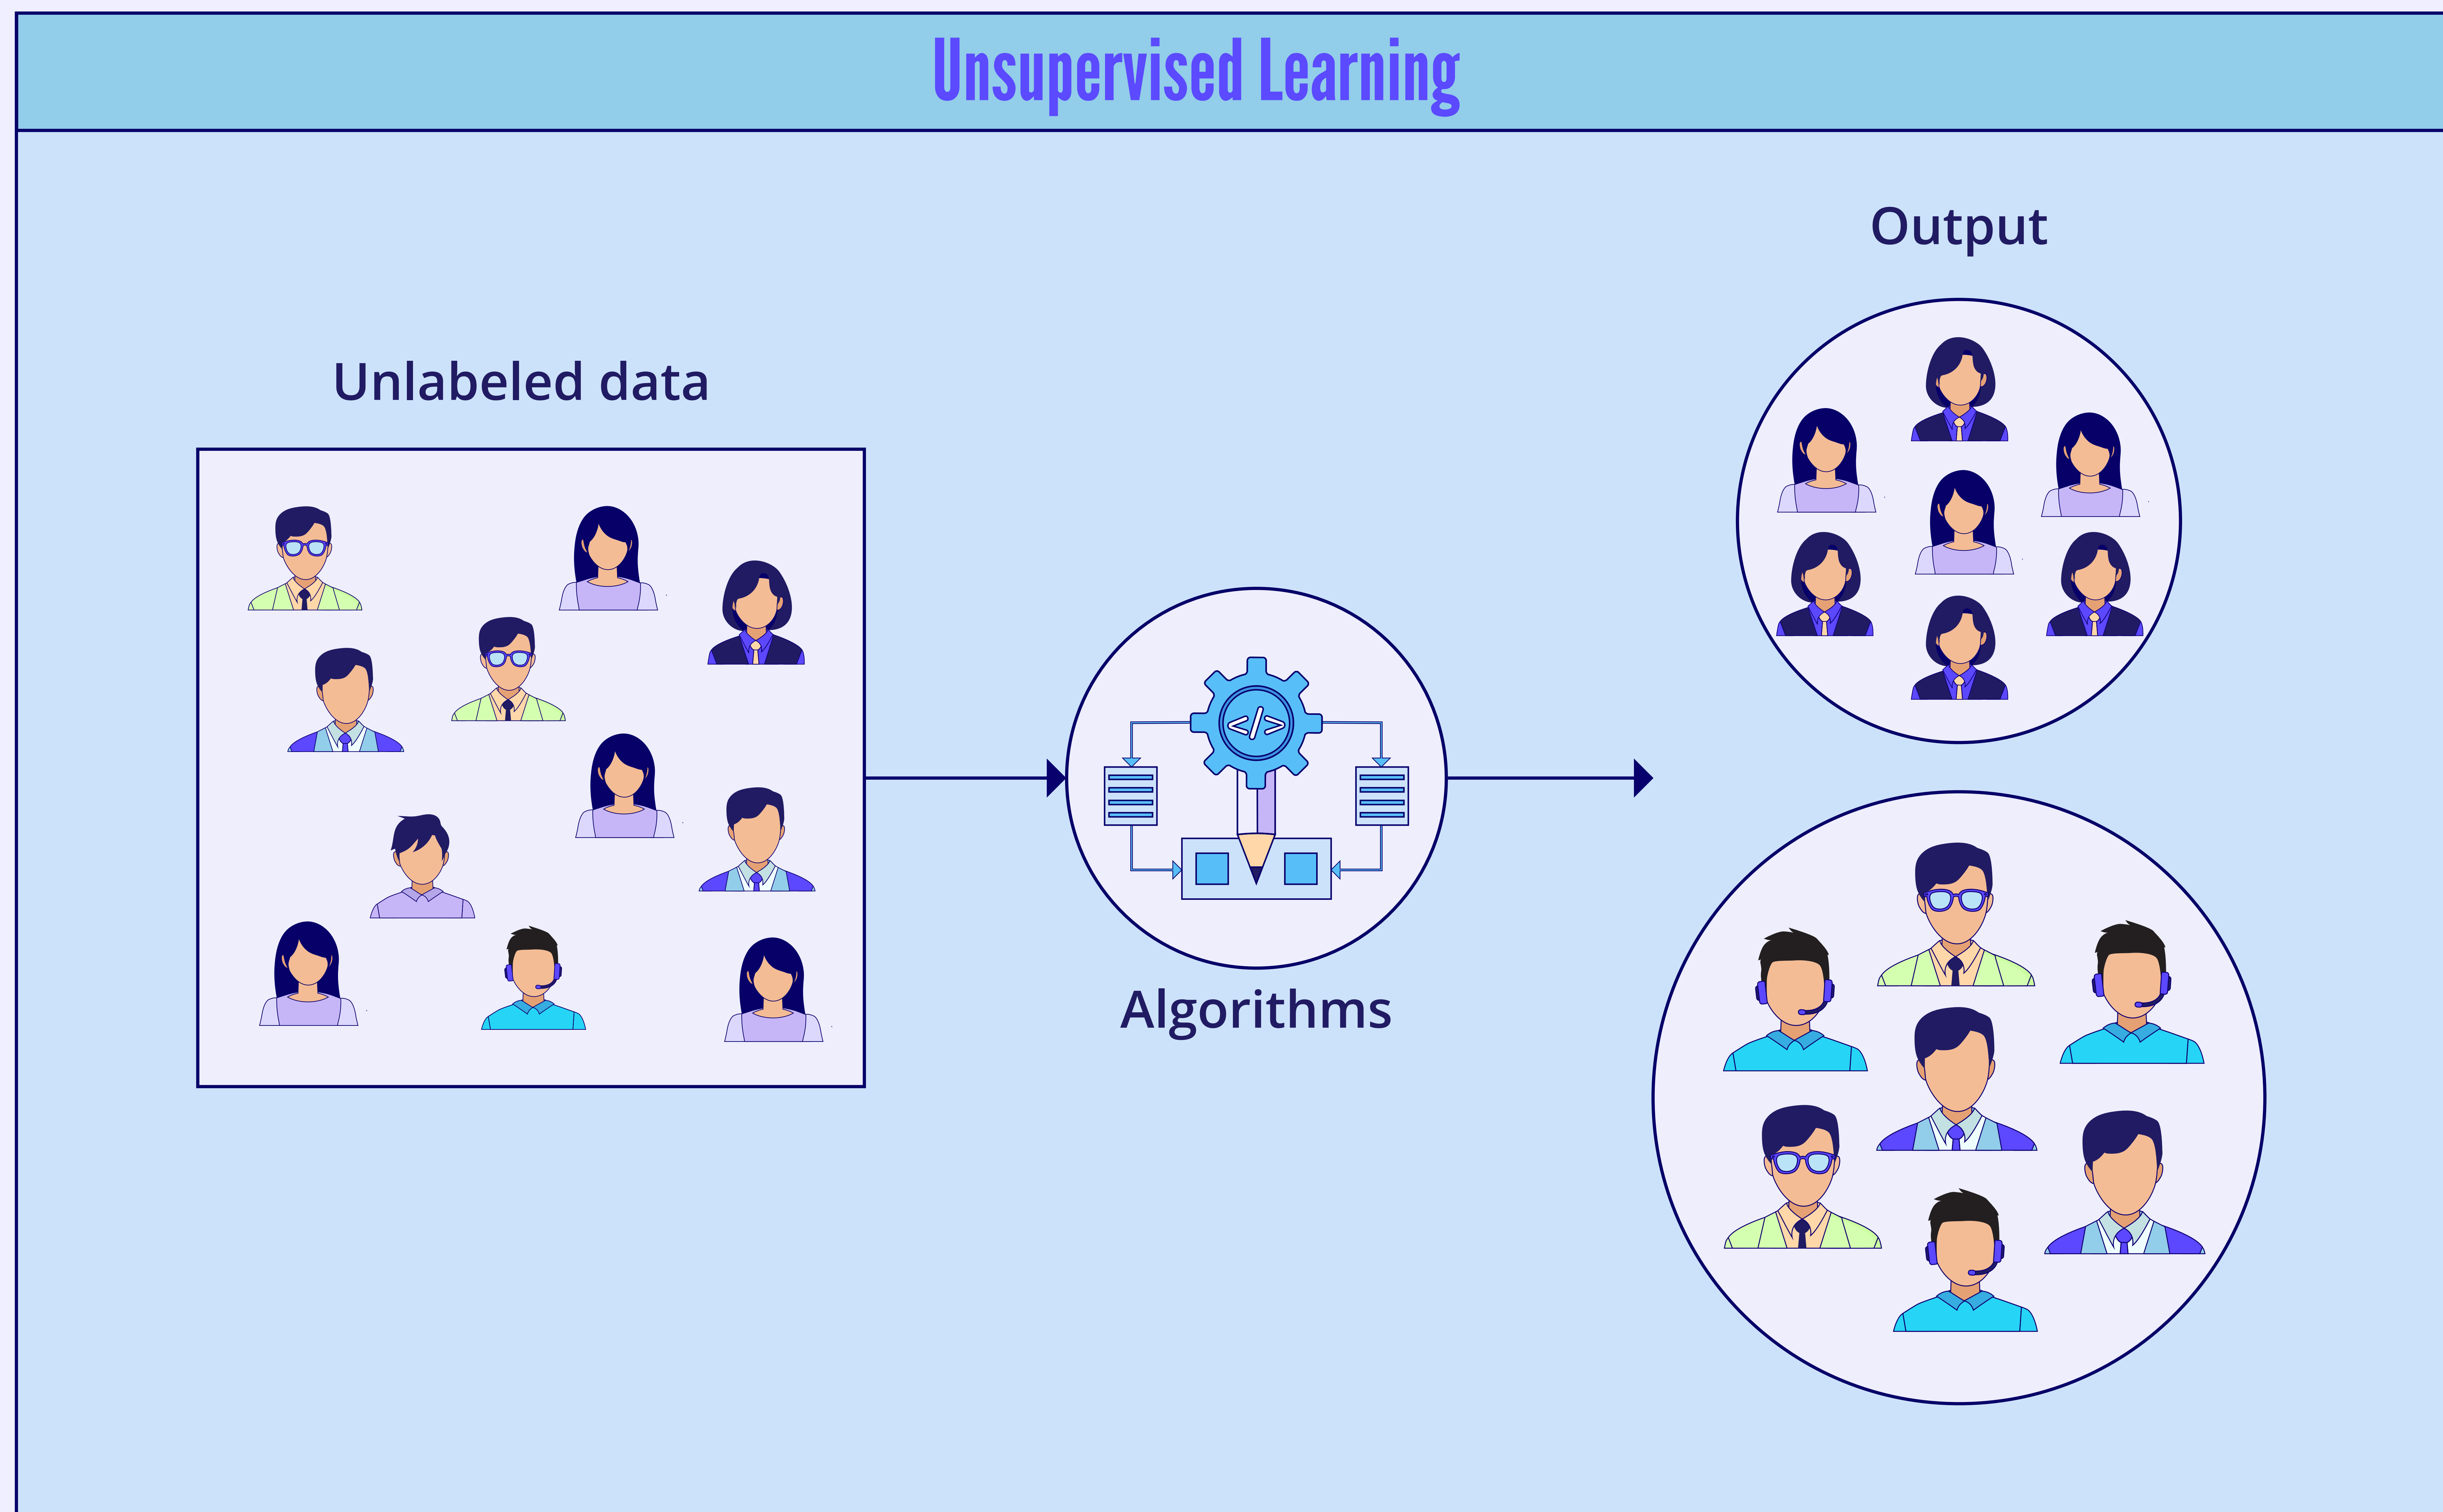 Unsupervised Learning
Output
Unlabeled data
</>
Algorithms